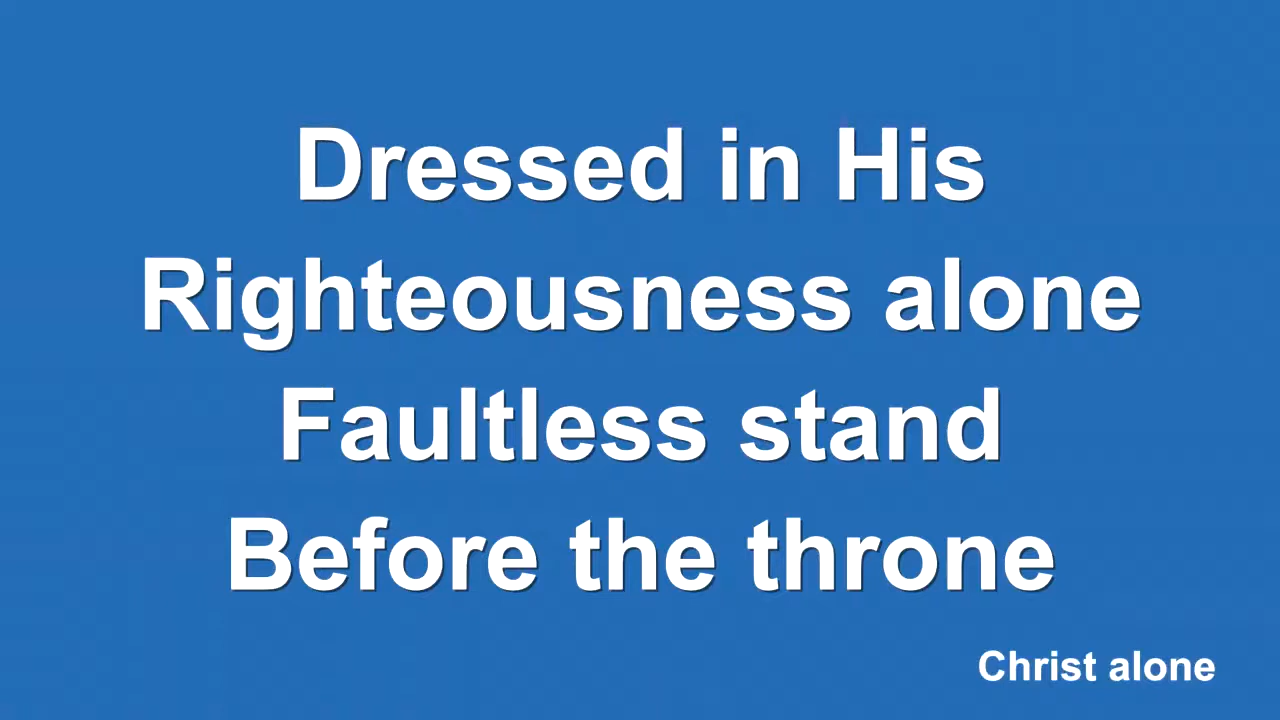 Dressed in His
Righteousness alone
Faultless stand
Before the throne
Christ alone